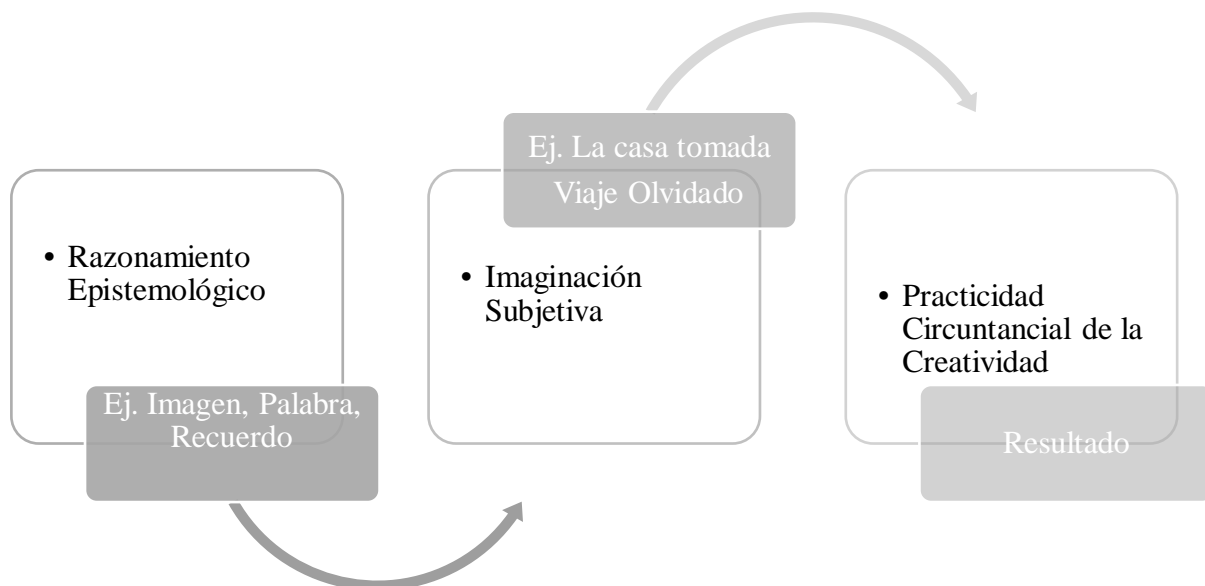 • Razonamiento
Epistemológico
Ej. Imagen, Palabra,
Recuerdo
Ej. La casa tomada
Viaje Olvidado
• Imaginación
Subjetiva
• Practicidad
Circuntancial de la
Creatividad
Resultado